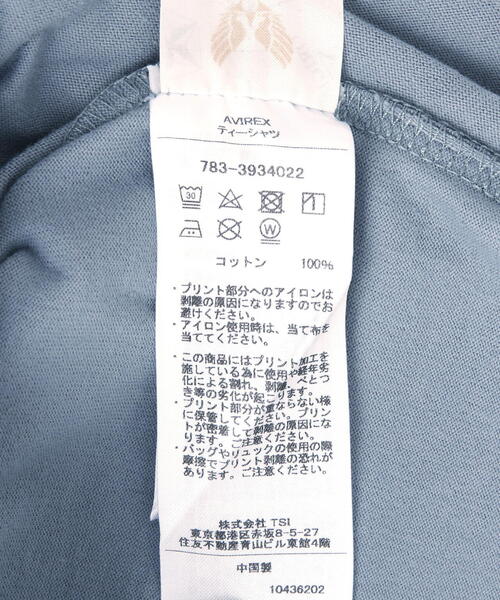 AVIREX
ティーシャツ
783-3934022
30
W
コットン 100%
・プリント部分へのアイロンは
剥離の原因になりますのでお
避けください。
・アイロン使用時は、当て布を
当ててください。
・この商品にはプリント加工を
施している為に使用や経年劣
化による割れ、剥離、べとつ
き等の劣化が起こります。
・プリント部分が重ならない様
に保管してください。プリン
トが密着して剥離の原因にな
ります。ご注意ください。
・バッグやリュックの使用の際
摩擦でプリント剥離の恐れが
あります。ご注意ください。
株式会社 TSI
東京都港区赤坂8-5-27
住友不動産青山ビル東館4階
中国製
10436202